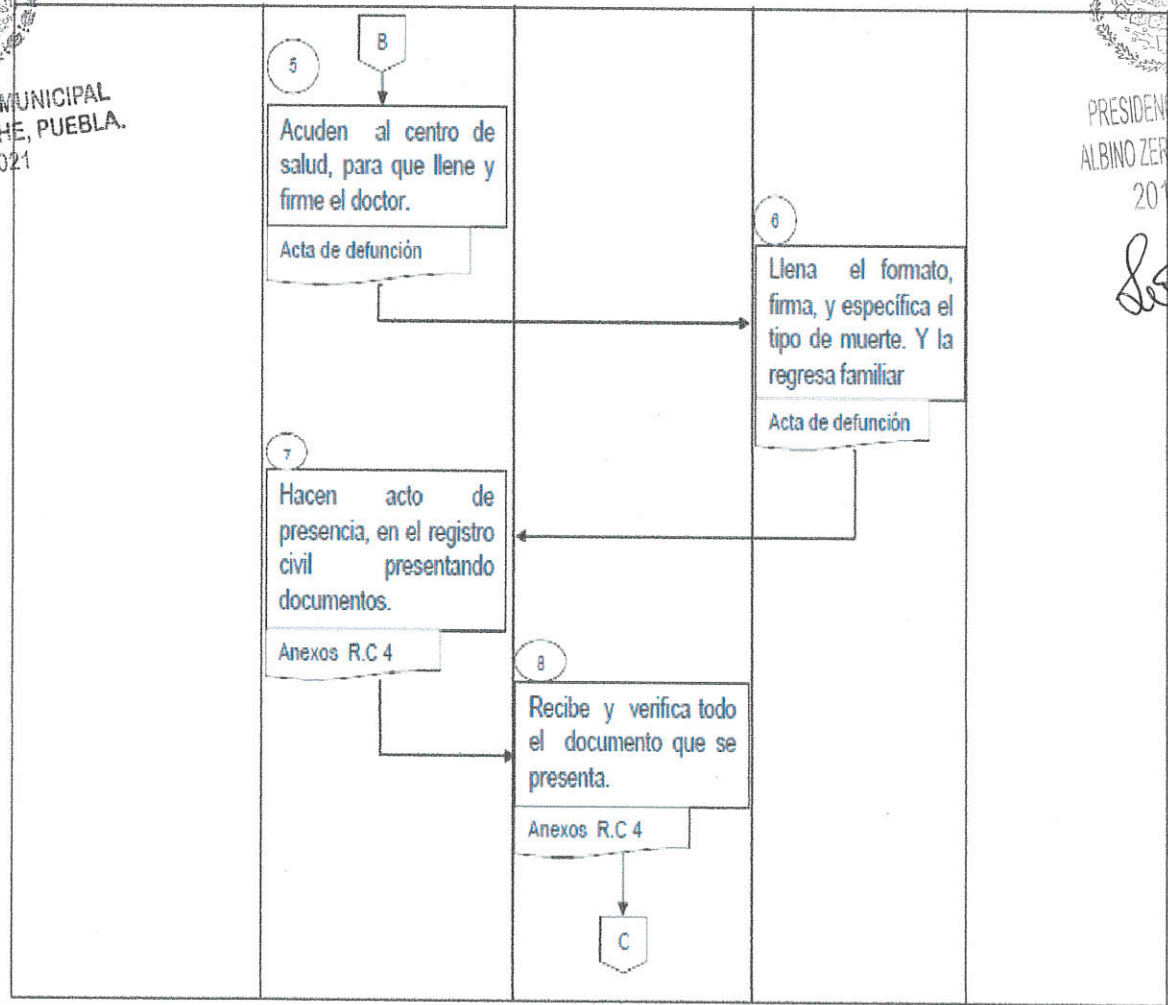 MUNICIPAL
HE, PUEBLA.
021
PRESIDEN
ALBINO ZER
201
B
5
Acuden al centro de
salud, para que llene y
firme el doctor.
Acta de defunción
6
Llena el formato,
firma, y específica el
tipo de muerte. Y la
regresa familiar
Acta de defunción
7
Hacen acto de
presencia, en el registro
civil presentando
documentos.
Anexos R.C 4
8
Recibe y verifica todo
el documento que se
presenta.
Anexos R.C 4
C